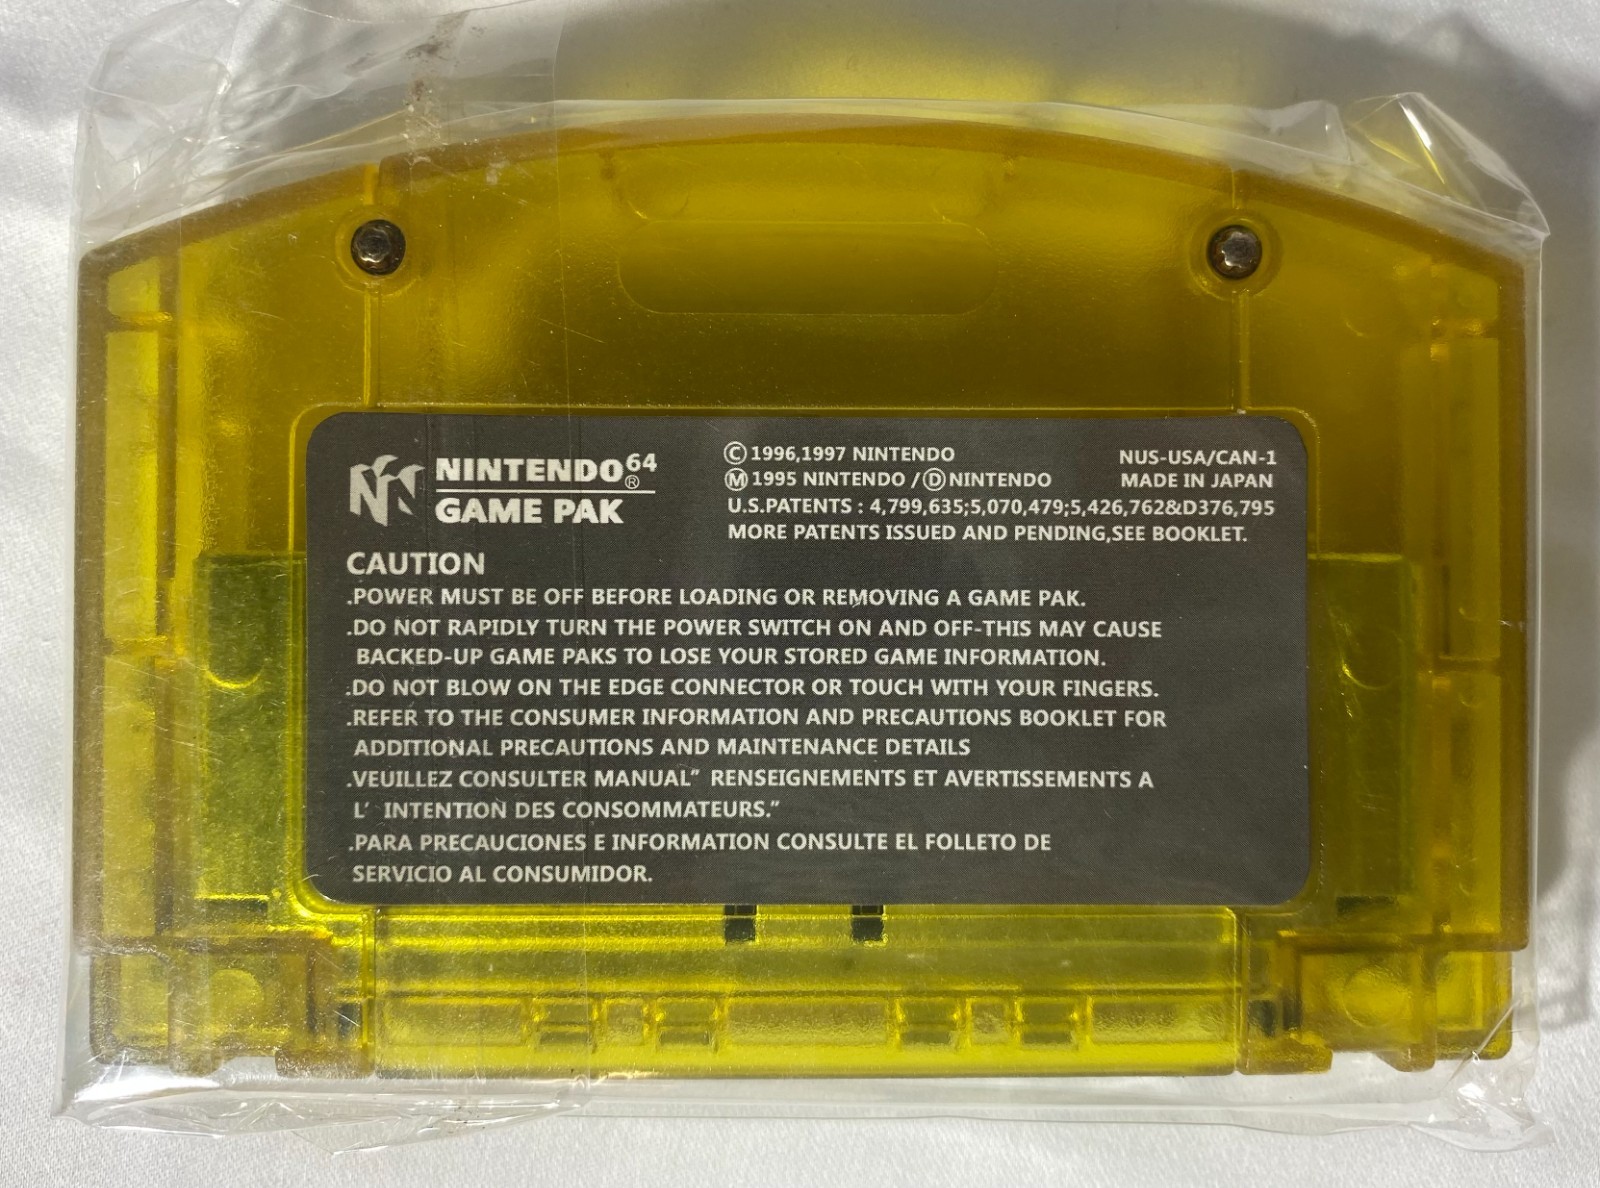 NINTENDO64 ®
GAME PAK
Ⓒ1996,1997 NINTENDO
Ⓜ1995 NINTENDO /ⒹNINTENDO
NUS-USA/CAN-1
MADE IN JAPAN
U.S.PATENTS : 4,799,635;5,070,479;5,426,762&D376,795
MORE PATENTS ISSUED AND PENDING,SEE BOOKLET.
CAUTION
.POWER MUST BE OFF BEFORE LOADING OR REMOVING A GAME PAK.
.DO NOT RAPIDLY TURN THE POWER SWITCH ON AND OFF-THIS MAY CAUSE
BACKED-UP GAME PAKS TO LOSE YOUR STORED GAME INFORMATION.
.DO NOT BLOW ON THE EDGE CONNECTOR OR TOUCH WITH YOUR FINGERS.
.REFER TO THE CONSUMER INFORMATION AND PRECAUTIONS BOOKLET FOR
ADDITIONAL PRECAUTIONS AND MAINTENANCE DETAILS
.VEUILLEZ CONSULTER MANUAL” RENSEIGNEMENTS ET AVERTISSEMENTS A
L’ INTENTION DES CONSOMMATEURS.”
.PARA PRECAUCIONES E INFORMATION CONSULTE EL FOLLETO DE
SERVICIO AL CONSUMIDOR.